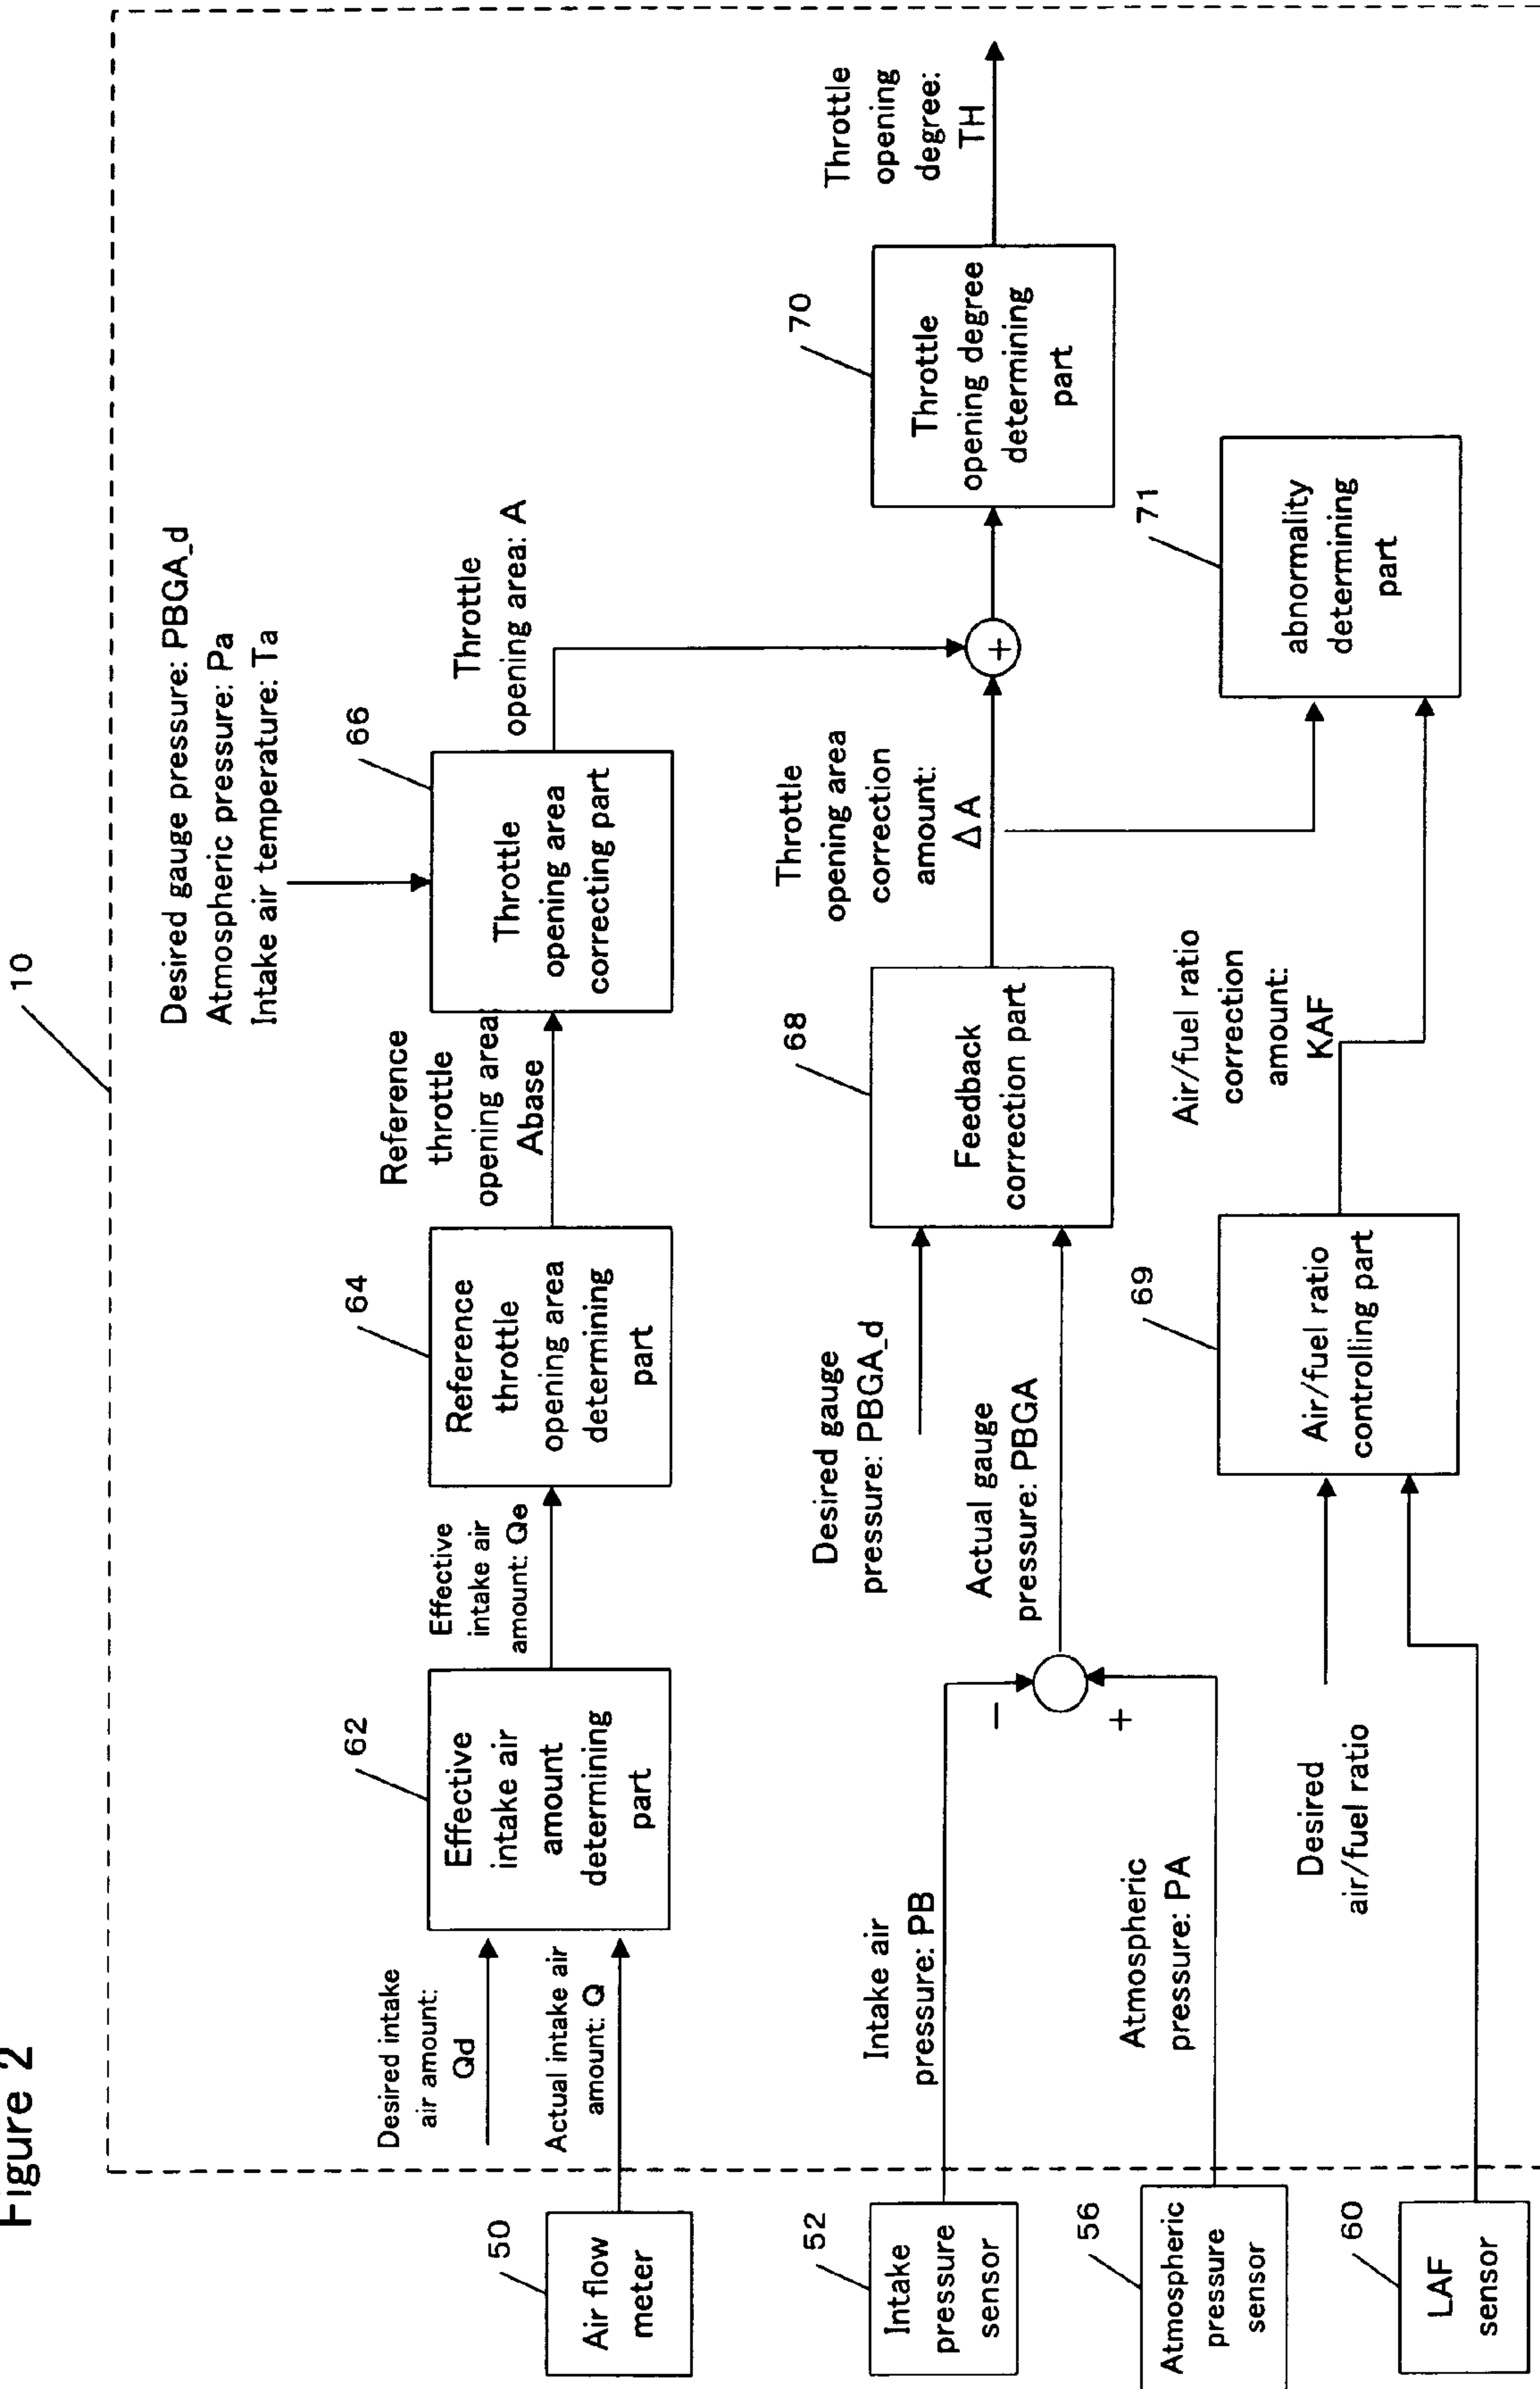 Figure 2
10
50
Air flow
meter
Desired intake
air amount:
Qd
Actual intake air
amount: Q
62
Effective
intake air
amount
determining
part
Effective
intake air
amount: Qe
64
Reference
throttle
opening area
determining
part
Reference
throttle
opening area
Abase
Desired gauge pressure: PBGA_d
Atmospheric pressure: Pa
Intake air temperature: Ta
66
Throttle
opening area
correcting part
Throttle
opening area: A
52
Intake
pressure
sensor
Intake air
pressure: PB
56
Atmospheric
pressure
sensor
Atmospheric
pressure: PA
−
+
Desired gauge
pressure: PBGA_d
Actual gauge
pressure: PBGA
68
Feedback
correction part
Throttle
opening area
correction
amount:
ΔA
+
70
Throttle
opening degree
determining
part
Throttle
opening
degree:
TH
60
LAF
sensor
Desired
air/fuel ratio
69
Air/fuel ratio
controlling part
Air/fuel ratio
correction
amount:
KAF
71
abnormality
determining
part